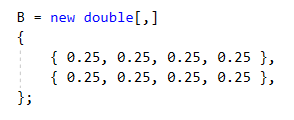 B = new double[,]
{
    { 0.25, 0.25, 0.25, 0.25 },
    { 0.25, 0.25, 0.25, 0.25 },
};